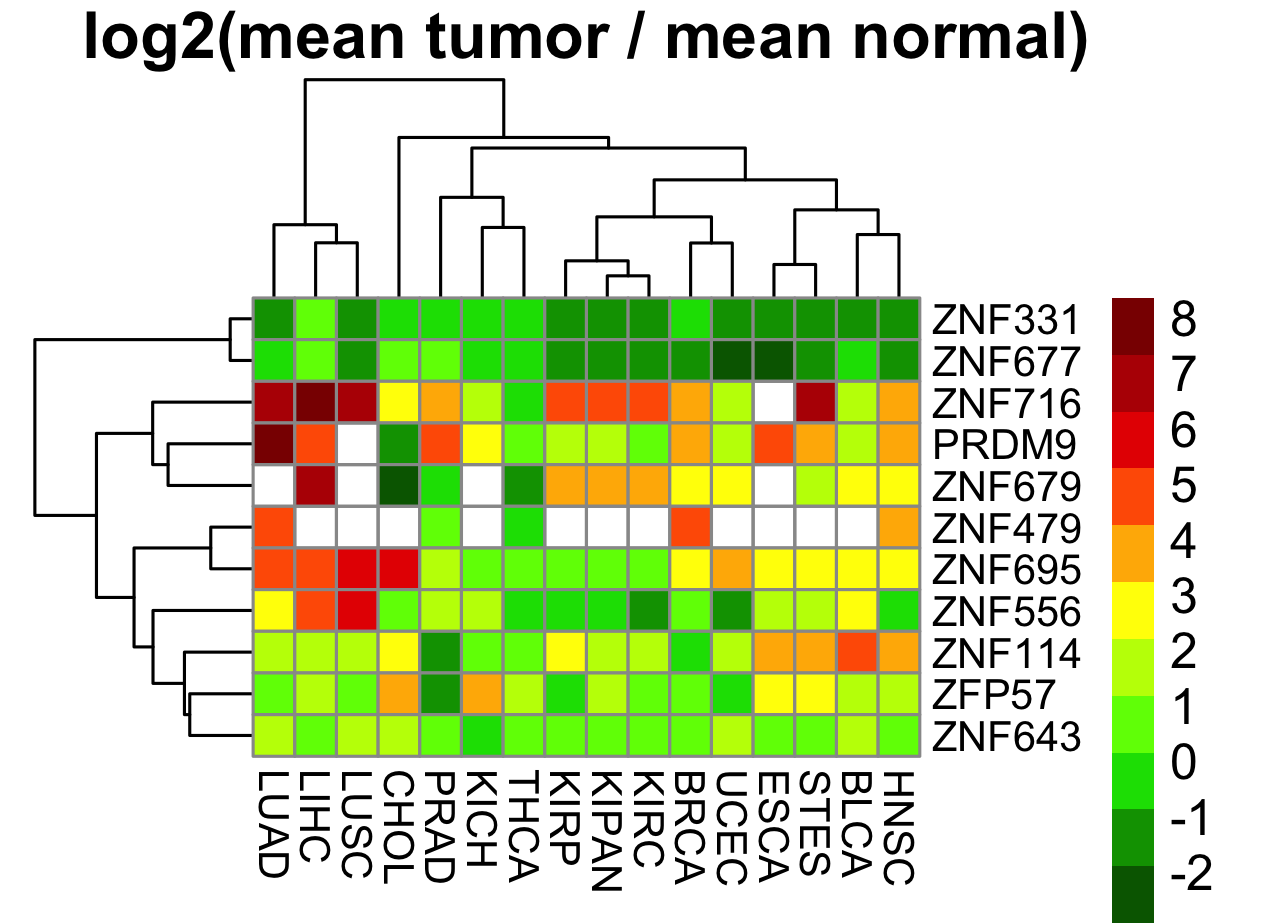 log2(mean tumor / mean normal)
ZNF331
ZNF677
ZNF716
PRDM9
ZNF679
ZNF479
ZNF695
ZNF556
ZNF114
ZFP57
ZNF643
LUAD
LIHC
LUSC
CHOL
PRAD
KICH
THCA
KIRP
KIPAN
KIRC
BRCA
UCEC
ESCA
STES
BLCA
HNSC
8
7
6
5
4
3
2
1
0
-1
-2